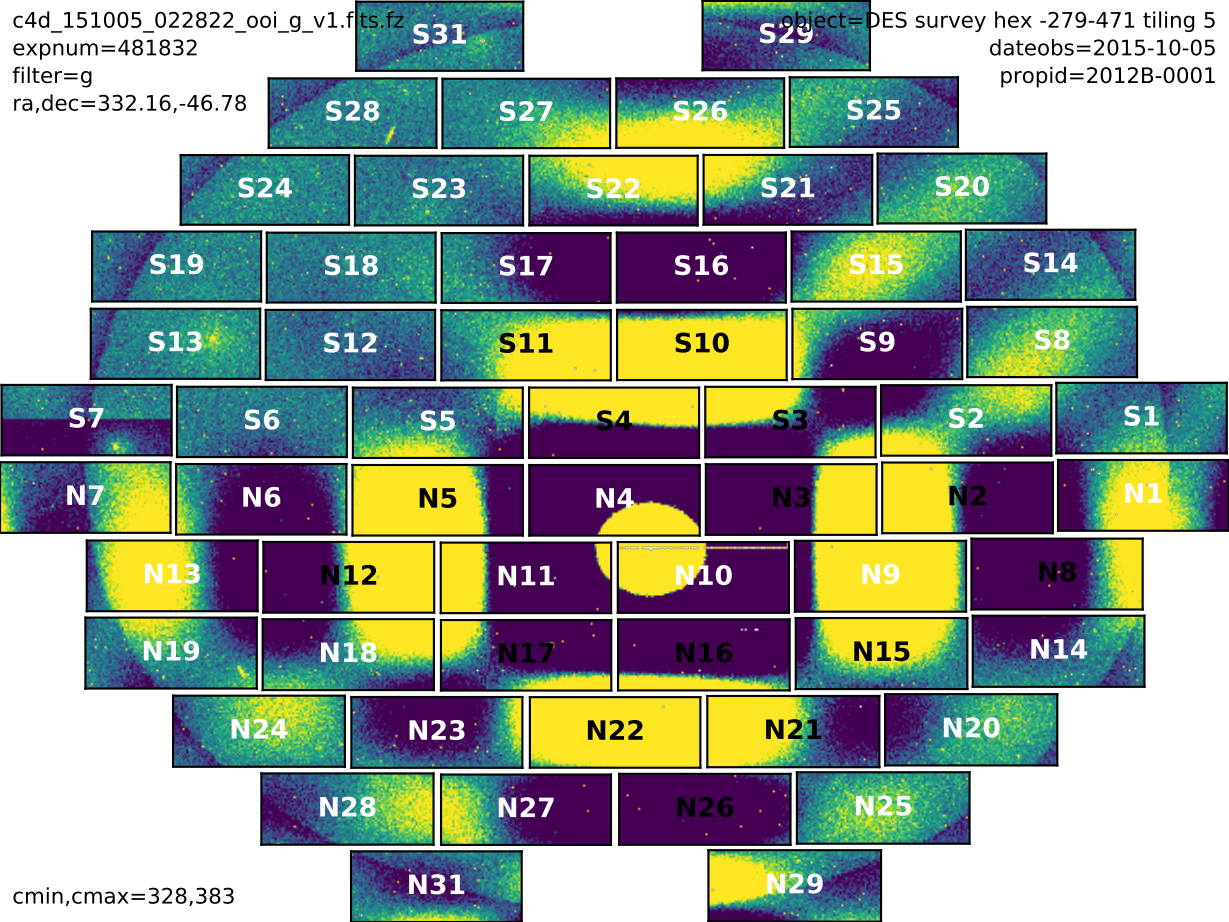 c4d_151005_022822_ooi_g_v1.fits.fz
object=DES survey hex -279-471 tiling 5
expnum=481832
dateobs=2015-10-05
filter=g
propid=2012B-0001
ra,dec=332.16,-46.78
S31 S29
S28 S27 S26 S25
S24 S23 S22 S21 S20
S19 S18 S17 S16 S15 S14
S13 S12 S11 S10 S9 S8
S7 S6 S5 S4 S3 S2 S1
N7 N6 N5 N4 N3 N2 N1
N13 N12 N11 N10 N9 N8
N19 N18 N17 N16 N15 N14
N24 N23 N22 N21 N20
N28 N27 N26 N25
N31 N29
cmin,cmax=328,383